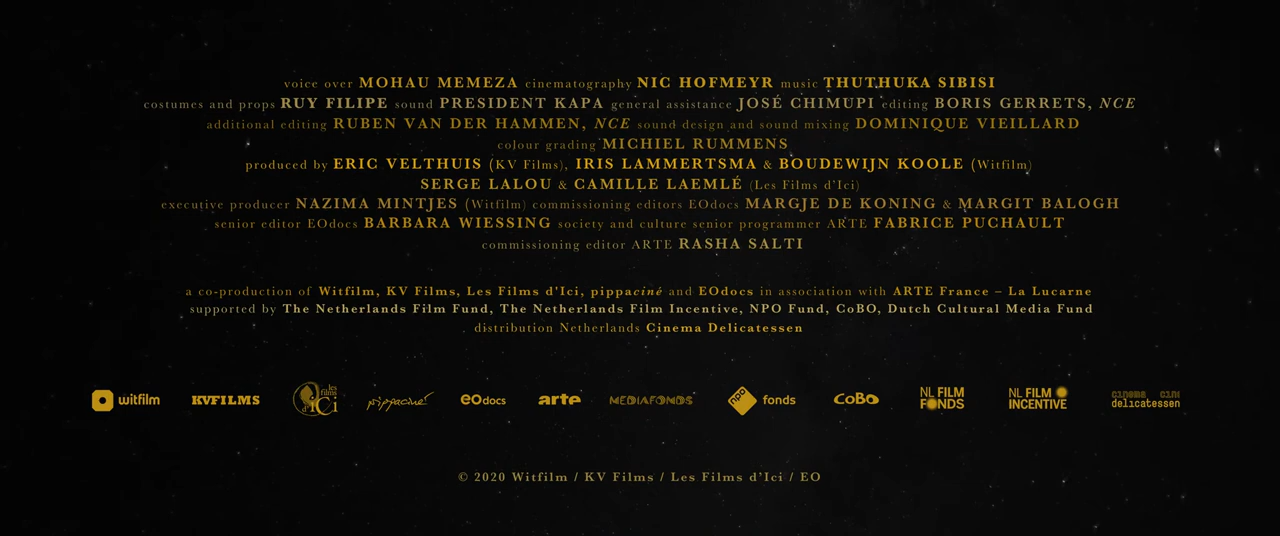 voice over MOHAU MEMEZA cinematography NIC HOFMEYR music THUTHUKA SIBISI
costumes and props RUY FILIPE sound PRESIDENT KAPA general assistance JOSÉ CHIMUPI editing BORIS GERRETS, NCE
additional editing RUBEN VAN DER HAMMEN, NCE sound design and sound mixing DOMINIQUE VIEILLARD
colour grading MICHIEL RUMMENS
produced by ERIC VELTHUIS (KV Films), IRIS LAMMERTSMA & BOUDEWIJN KOOLE (Witfilm)
SERGE LALOU & CAMILLE LAEMLÉ (Les Films d'Ici)
executive producer NAZIMA MINTJES (Witfilm) commissioning editors EOdocs MARGJE DE KONING & MARGIT BALOGH
senior editor EOdocs BARBARA WIESSING society and culture senior programmer ARTE FABRICE PUCHAULT
commissioning editor ARTE RASHA SALTI
a co-production of Witfilm, KV Films, Les Films d'Ici, pippaciné and EOdocs in association with ARTE France – La Lucarne
supported by The Netherlands Film Fund, The Netherlands Film Incentive, NPO Fund, CoBO, Dutch Cultural Media Fund
distribution Netherlands Cinema Delicatessen
witfilm KVFILMS les films d'ici pippaciné eodocs arte MEDIAFONDS npo fonds CoBO NL FILM FONDS NL FILM INCENTIVE cinema delicatessen
© 2020 Witfilm / KV Films / Les Films d'Ici / EO